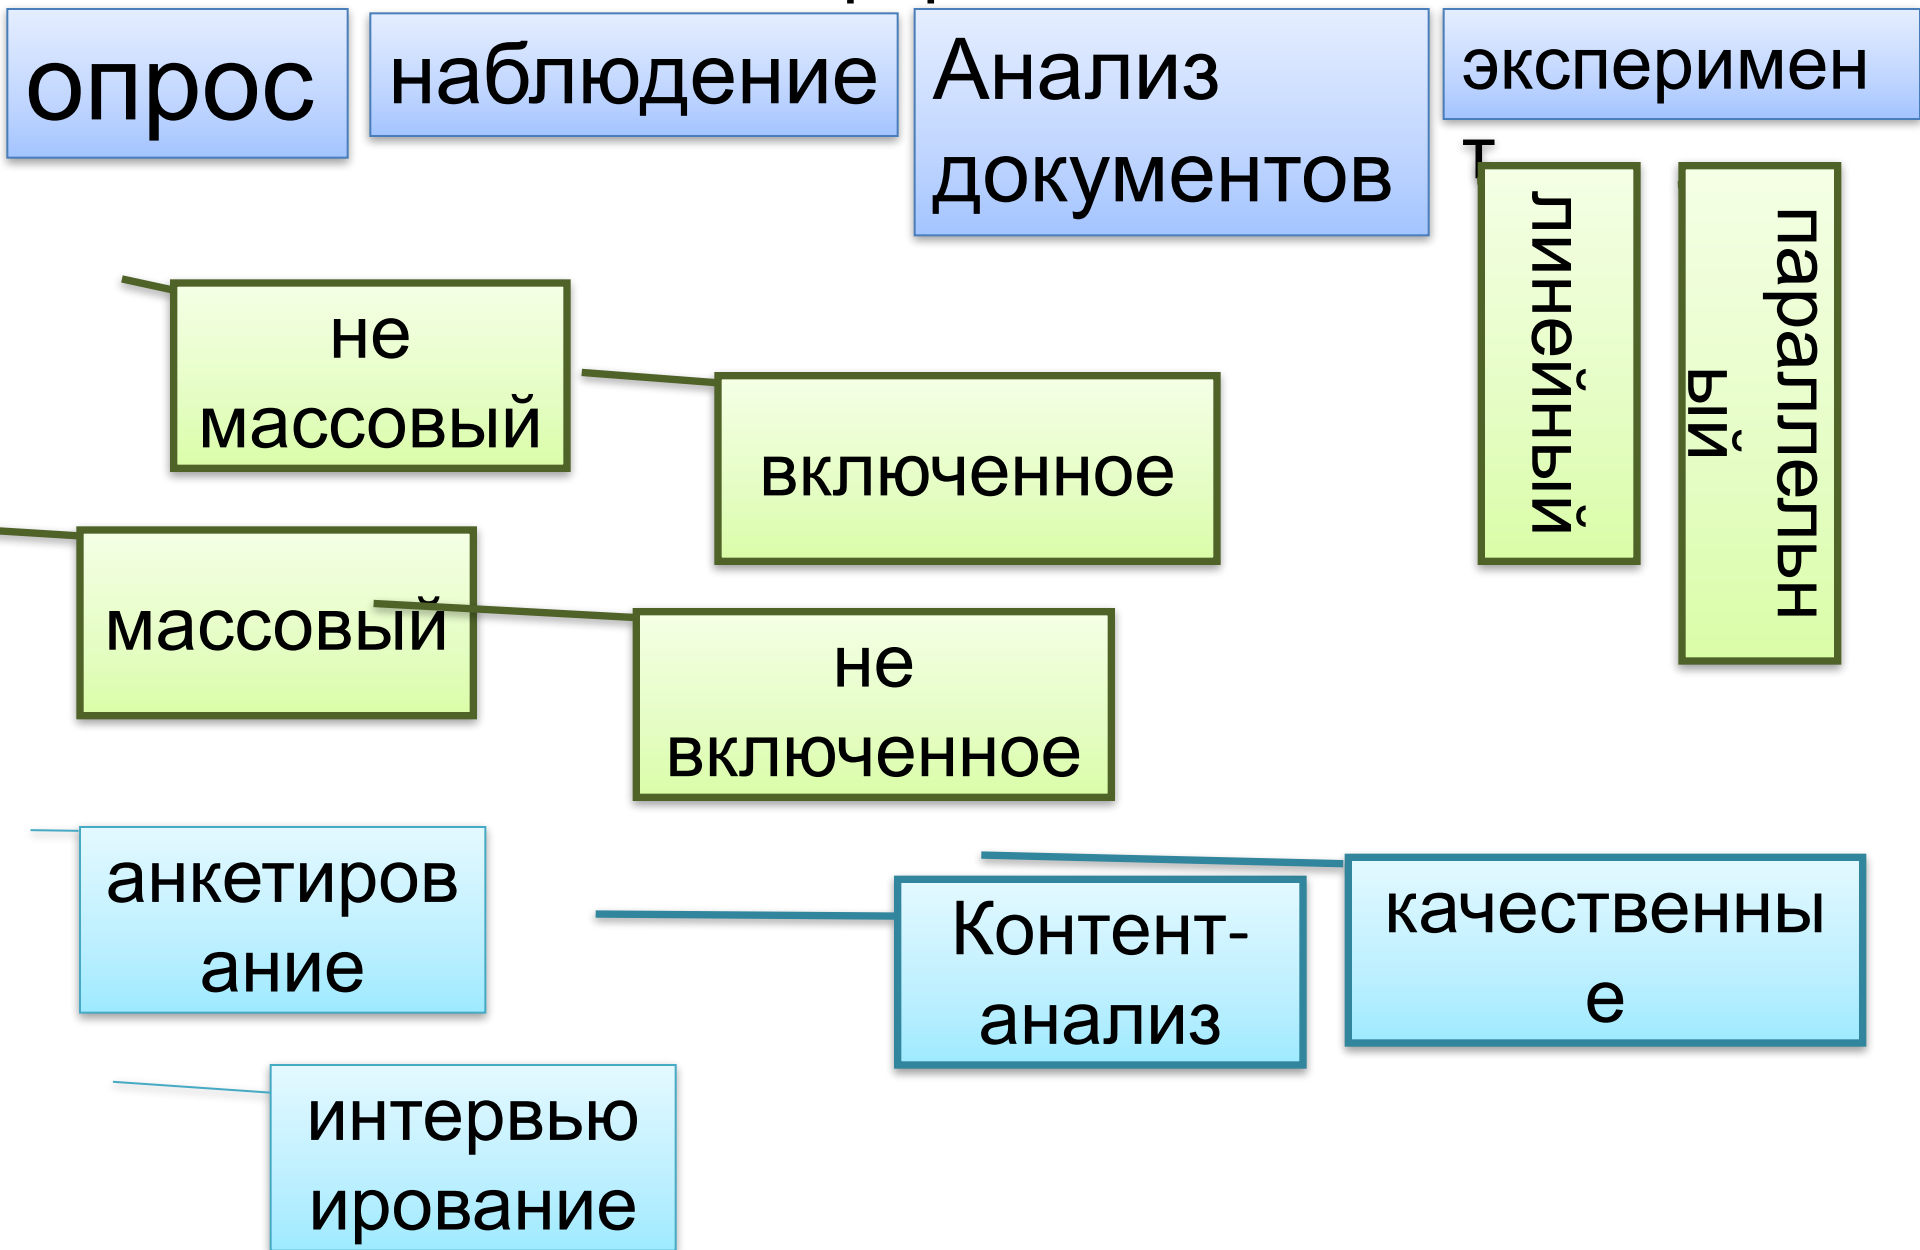 опрос
наблюдение
Анализ
документов
эксперимен
т
линейный
параллельн
ый
не
массовый
включенное
массовый
не
включенное
анкетиров
ание
Контент-
анализ
качественны
е
интервью
ирование